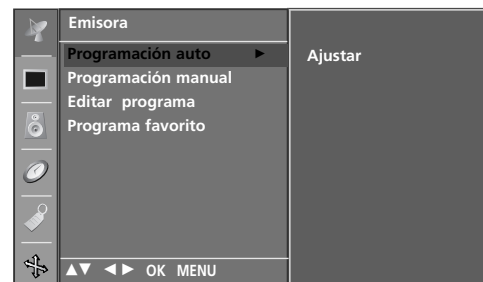 Emisora
Programación auto ►
Ajustar
Programación manual
Editar programa
Programa favorito
▲▼ ◄► OK MENU